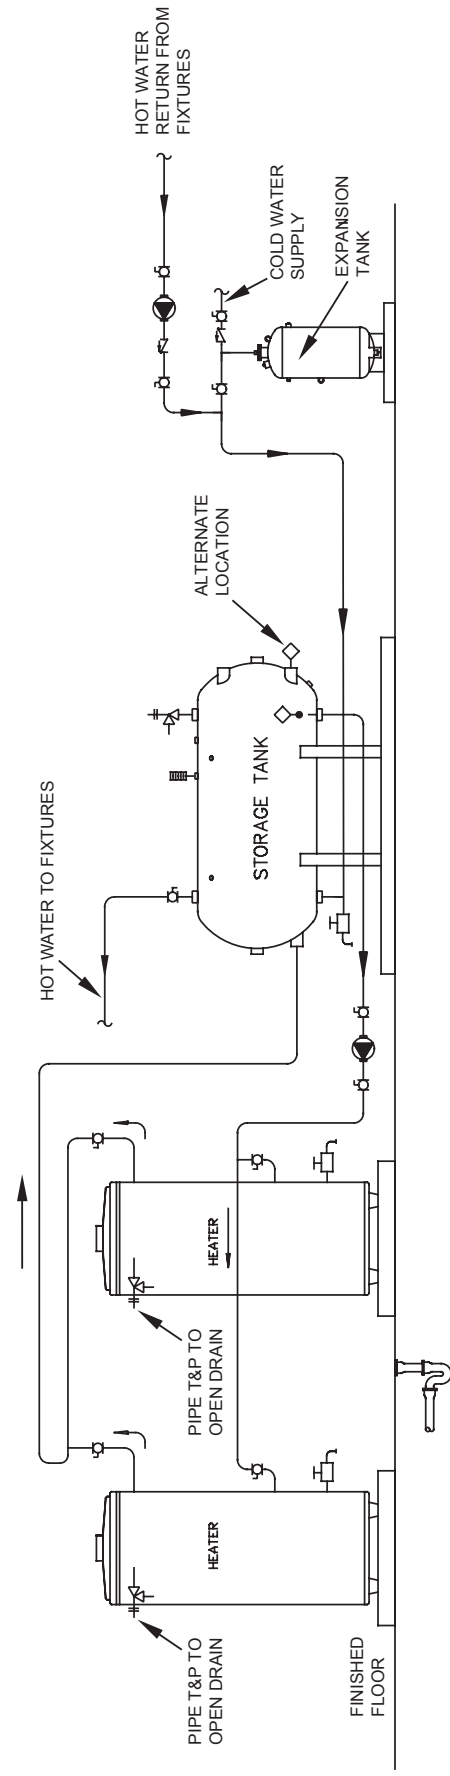 HOT WATER
RETURN FROM
FIXTURES
COLD WATER
SUPPLY
EXPANSION
TANK
ALTERNATE
LOCATION
HOT WATER TO FIXTURES
STORAGE TANK
HEATER
PIPE T&P TO
OPEN DRAIN
HEATER
PIPE T&P TO
OPEN DRAIN
FINISHED
FLOOR